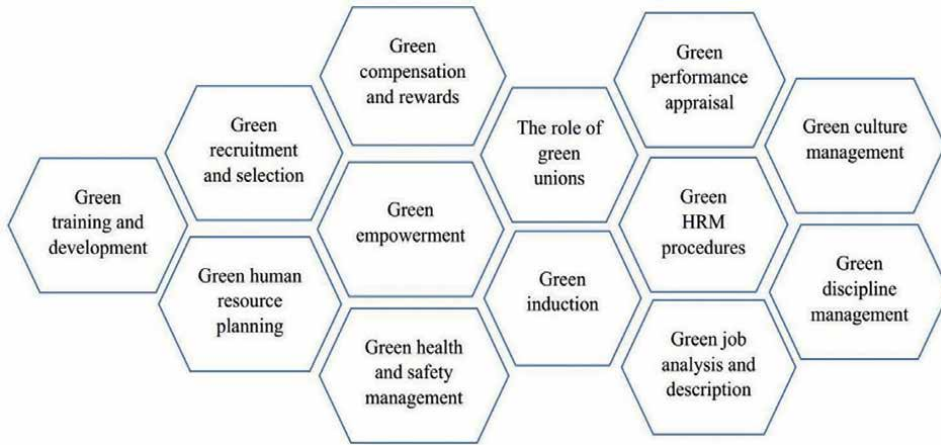 Green
training and
development
Green
recruitment
and selection
Green human
resource
planning
Green
compensation
and rewards
Green
empowerment
Green health
and safety
management
The role of
green
unions
Green
induction
Green
performance
appraisal
Green
HRM
procedures
Green job
analysis and
description
Green culture
management
Green
discipline
management